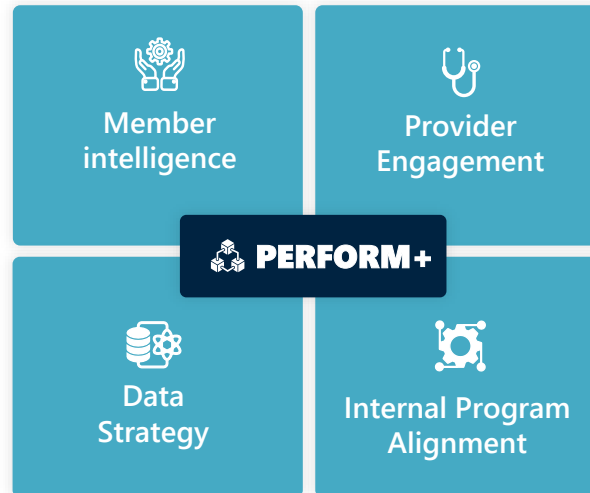 Member
intelligence
Provider
Engagement
PERFORM+
Data
Strategy
Internal Program
Alignment